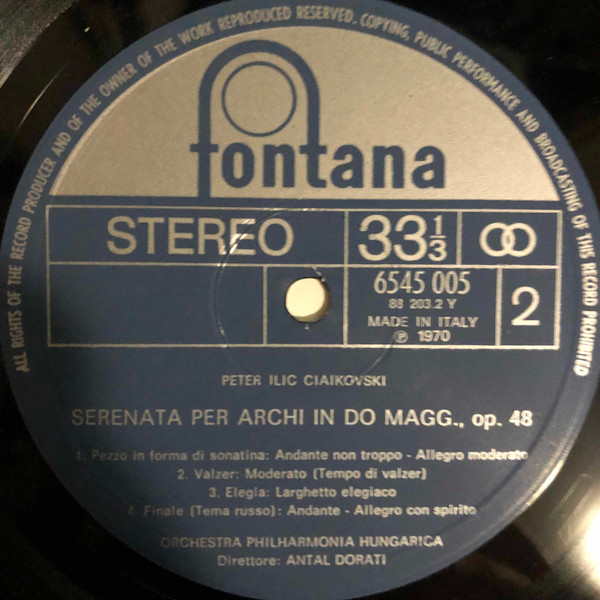 ALL RIGHTS OF THE RECORD PRODUCER AND OF THE OWNER OF THE WORK REPRODUCED RESERVED. COPYING, PUBLIC PERFORMANCE AND BROADCASTING OF THIS RECORD PROHIBITED
fontana
STEREO 33 1/3
6545 005
88 203.2 Y
MADE IN ITALY
℗ 1970
2
PETER ILIC CIAIKOVSKI
SERENATA PER ARCHI IN DO MAGG., op. 48
1. Pezzo in forma di sonatina: Andante non troppo - Allegro moderato
2. Valzer: Moderato (Tempo di valzer)
3. Elegia: Larghetto elegiaco
4. Finale (Tema russo): Andante - Allegro con spirito
ORCHESTRA PHILHARMONIA HUNGARICA
Direttore: ANTAL DORATI